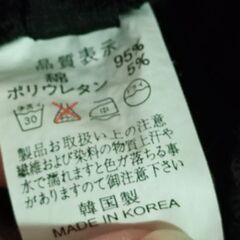 品質表示
綿 95%
ポリウレタン 5%
30
製品お取扱い上の注意
繊維および染料の物質上汗や
水で濡れますと色が落ちる事
がありますので御注意下さい
韓国製
MADE IN KOREA